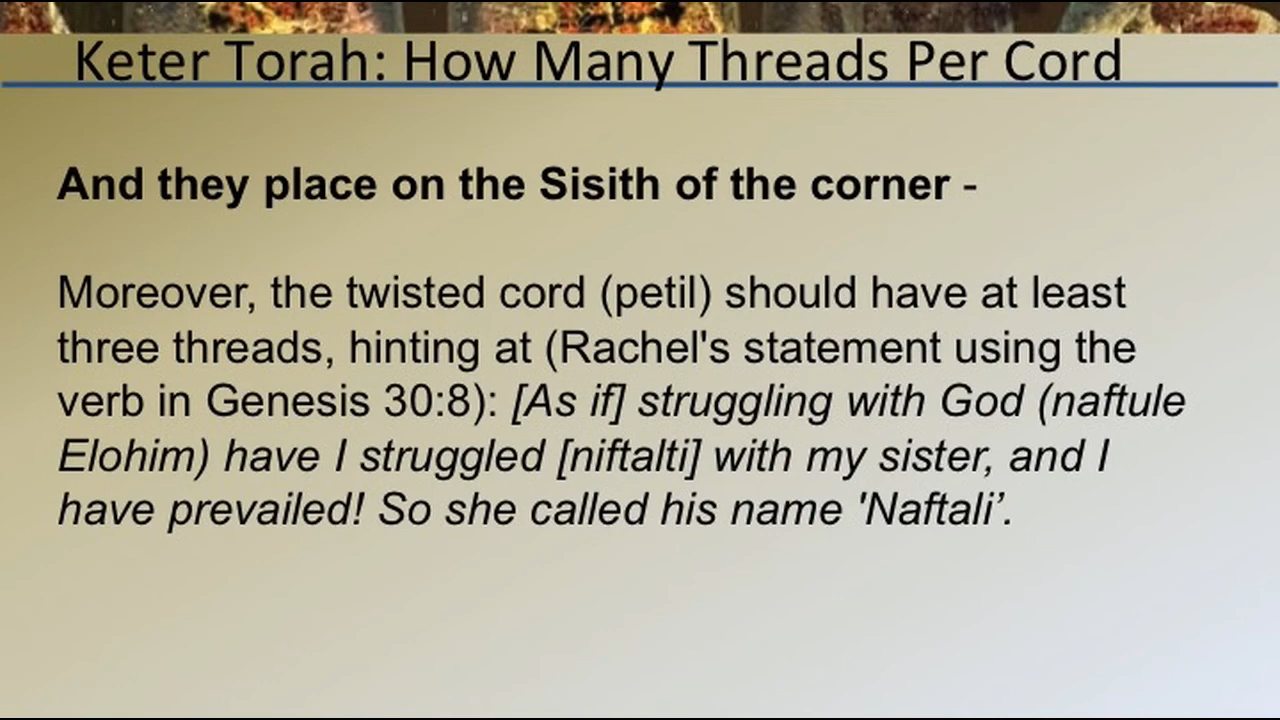 Keter Torah: How Many Threads Per Cord
And they place on the Sisith of the corner -
Moreover, the twisted cord (petil) should have at least
three threads, hinting at (Rachel's statement using the
verb in Genesis 30:8): [As if] struggling with God (naftule
Elohim) have I struggled [niftalti] with my sister, and I
have prevailed! So she called his name 'Naftali’.